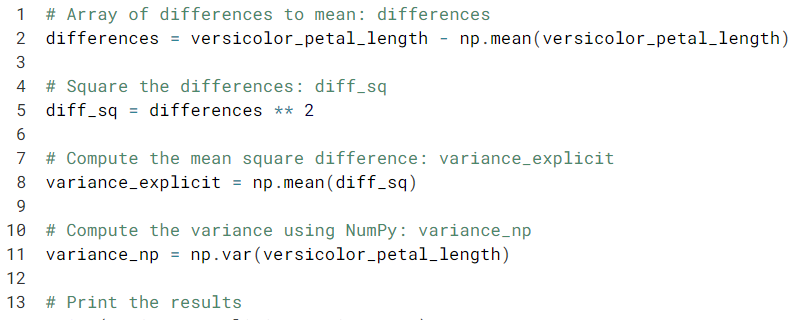 1 # Array of differences to mean: differences
2 differences = versicolor_petal_length - np.mean(versicolor_petal_length)
3
4 # Square the differences: diff_sq
5 diff_sq = differences ** 2
6
7 # Compute the mean square difference: variance_explicit
8 variance_explicit = np.mean(diff_sq)
9
10 # Compute the variance using NumPy: variance_np
11 variance_np = np.var(versicolor_petal_length)
12
13 # Print the results